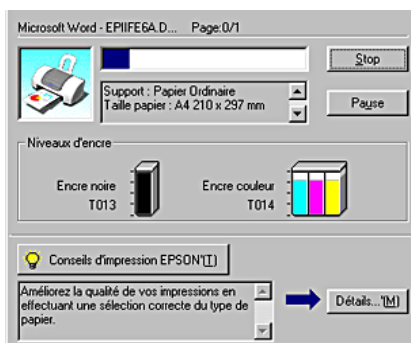 Microsoft Word - EPIIFE6A.D... Page:0/1
Stop
Support : Papier Ordinaire
Taille papier : A4 210 x 297 mm
Pause
Niveaux d'encre
Encre noire
T013
Encre couleur
T014
Conseils d'impression EPSON'(T)
Améliorez la qualité de vos impressions en
effectuant une sélection correcte du type de
papier.
Détails...'(M)